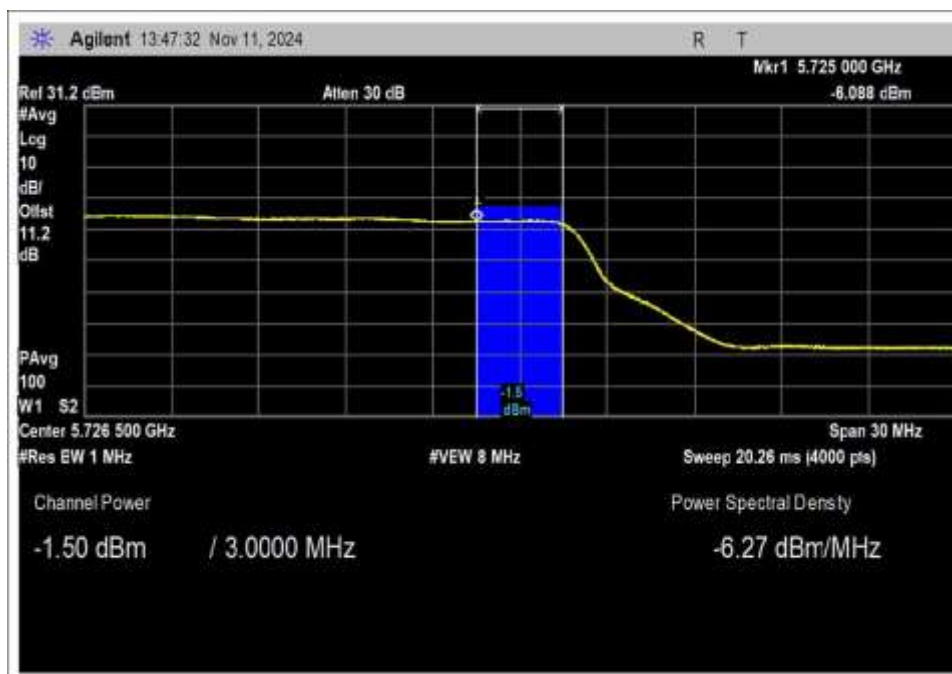 Agilent 13:47:32 Nov 11, 2024 R T
Mkr1 5.725 000 GHz
Ref 31.2 dBm Atten 30 dB -6.088 dBm
#Avg
Log
10
dB/
Offst
11.2
dB
1
PAvg
100
W1 S2
-1.5
dBm
Center 5.726 500 GHz Span 30 MHz
#Res BW 1 MHz #VBW 8 MHz Sweep 20.26 ms (4000 pts)
Channel Power Power Spectral Density
-1.50 dBm / 3.0000 MHz -6.27 dBm/MHz